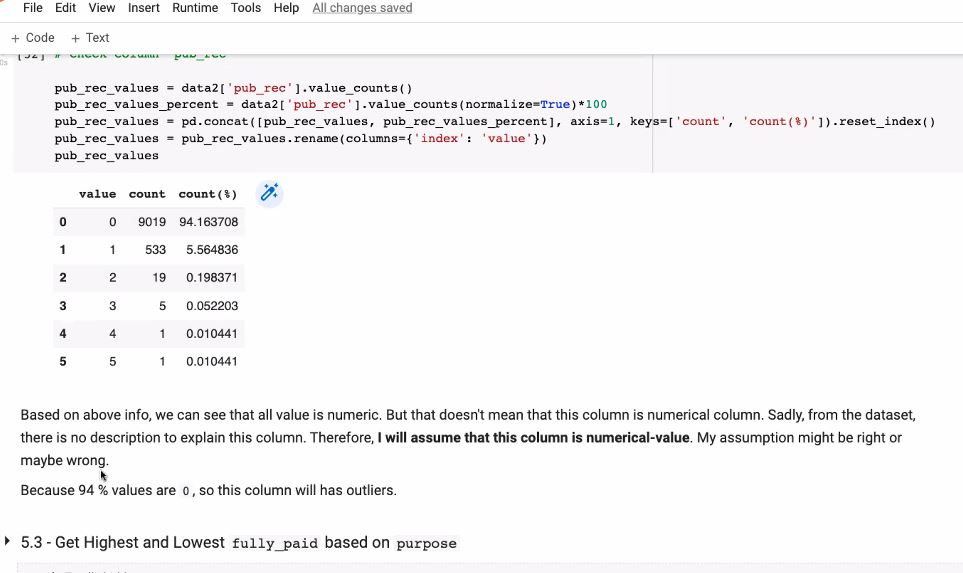 File Edit View Insert Runtime Tools Help All changes saved
+ Code + Text
[52] # Check column 'pub_rec'
pub_rec_values = data2['pub_rec'].value_counts()
pub_rec_values_percent = data2['pub_rec'].value_counts(normalize=True)*100
pub_rec_values = pd.concat([pub_rec_values, pub_rec_values_percent], axis=1, keys=['count', 'count(%)']).reset_index()
pub_rec_values = pub_rec_values.rename(columns={'index': 'value'})
pub_rec_values
value count count(%)
0 0 9019 94.163708
1 1 533 5.564836
2 2 19 0.198371
3 3 5 0.052203
4 4 1 0.010441
5 5 1 0.010441
Based on above info, we can see that all value is numeric. But that doesn't mean that this column is numerical column. Sadly, from the dataset,
there is no description to explain this column. Therefore, I will assume that this column is numerical-value. My assumption might be right or
maybe wrong.
Because 94 % values are 0, so this column will has outliers.
5.3 - Get Highest and Lowest fully_paid based on purpose